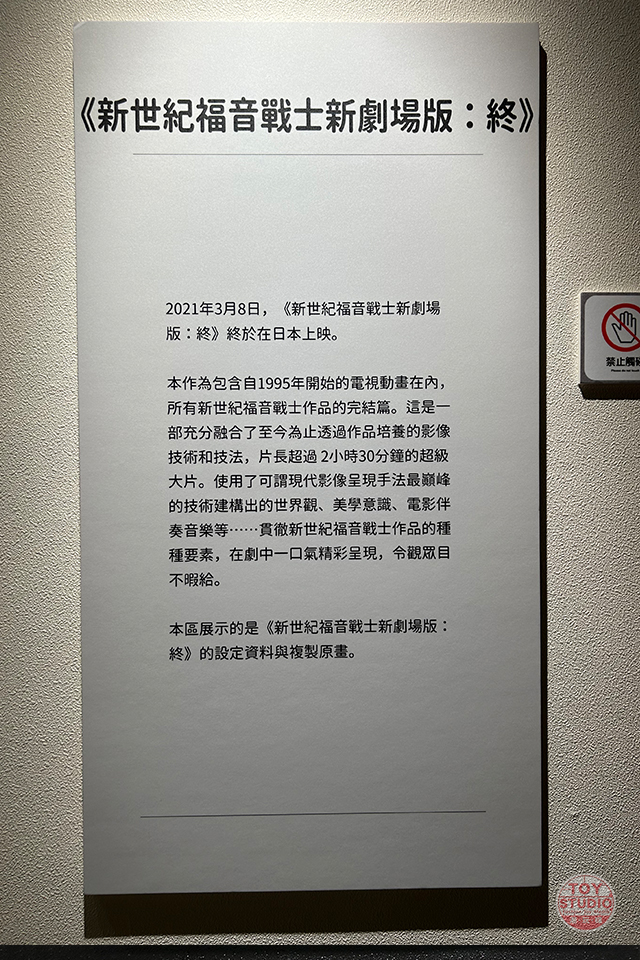 《新世紀福音戰士新劇場版：終》
2021年3月8日，《新世紀福音戰士新劇場
版：終》終於在日本上映。
本作為包含自1995年開始的電視動畫在內，
所有新世紀福音戰士作品的完結篇。這是一
部充分融合了至今為止透過作品培養的影像
技術和技法，片長超過 2小時30分鐘的超級
大片。使用了可謂現代影像呈現手法最巔峰
的技術建構出的世界觀、美學意識、電影伴
奏音樂等……貫徹新世紀福音戰士作品的種
種要素，在劇中一口氣精彩呈現，令觀眾目
不暇給。
本區展示的是《新世紀福音戰士新劇場版：
終》的設定資料與複製原畫。
禁止觸
Please do not touch
TOY
STUDIO